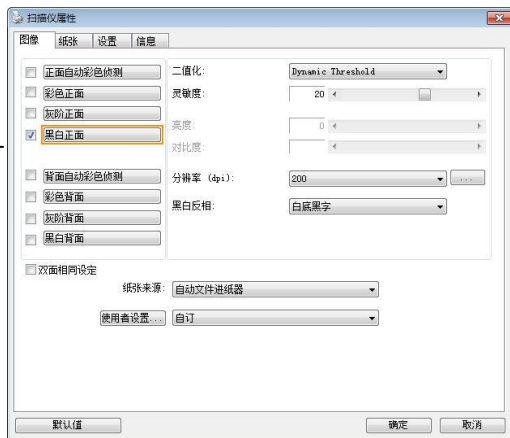 扫描仪属性
图像 纸张 设置 信息
正面自动彩色侦测
彩色正面
灰阶正面
黑白正面
背面自动彩色侦测
彩色背面
灰阶背面
黑白背面
二值化: Dynamic Threshold
灵敏度: 20
亮度: 0
对比度:
分辨率 (dpi): 200 ...
黑白反相: 白底黑字
双面相同设定
纸张来源: 自动文件进纸器
使用者设置... 自订
默认值 确定 取消